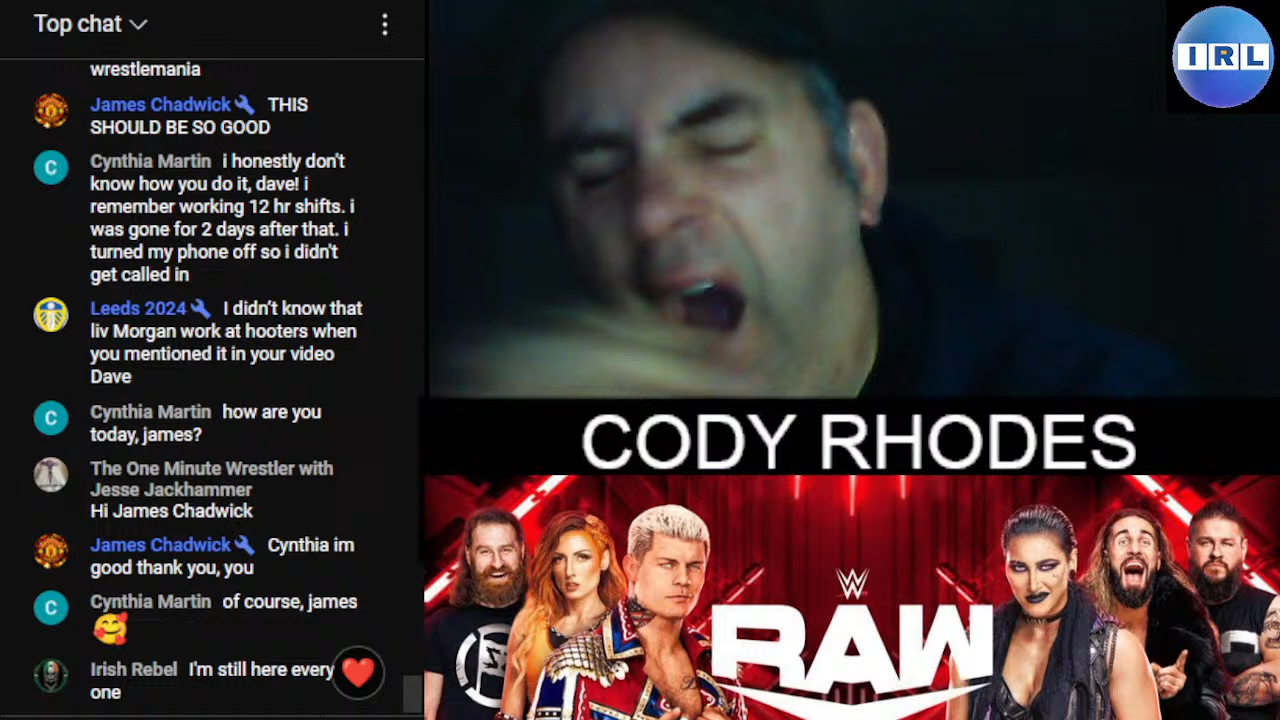 Top chat
wrestlemania
James Chadwick THIS
SHOULD BE SO GOOD
C
Cynthia Martin i honestly don't
know how you do it, dave! i
remember working 12 hr shifts. i
was gone for 2 days after that. i
turned my phone off so i didn't
get called in
Leeds 2024 I didn't know that
liv Morgan work at hooters when
you mentioned it in your video
Dave
C
Cynthia Martin how are you
today, james?
The One Minute Wrestler with
Jesse Jackhammer
Hi James Chadwick
James Chadwick Cynthia im
good thank you, you
C
Cynthia Martin of course, james
Irish Rebel I'm still here every
one
IRL
CODY RHODES
W
RAW